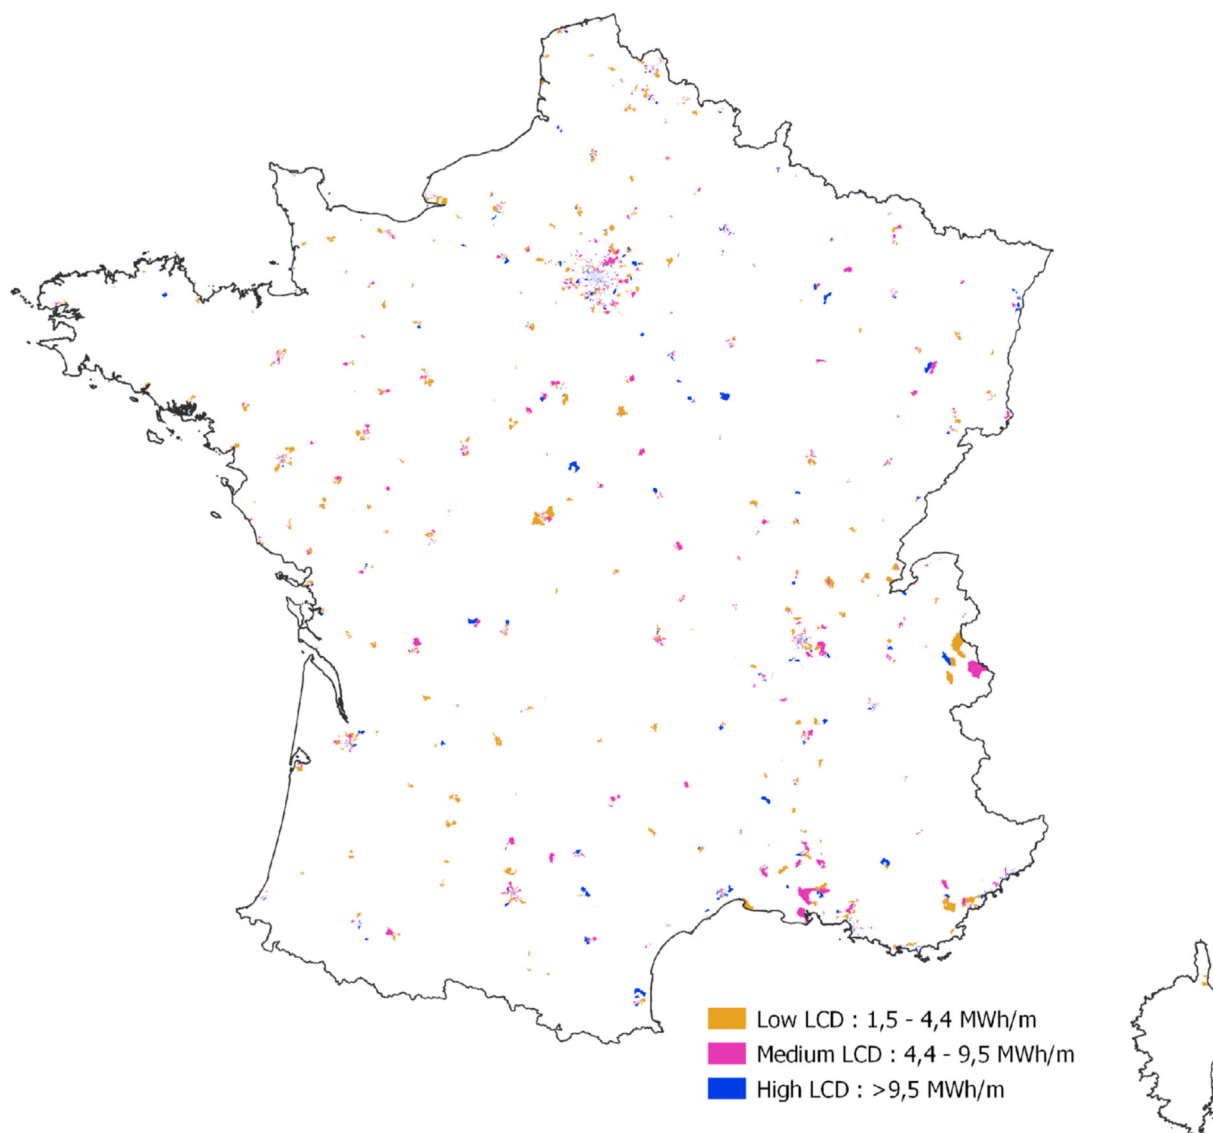 Low LCD : 1,5 - 4,4 MWh/m
Medium LCD : 4,4 - 9,5 MWh/m
High LCD : >9,5 MWh/m